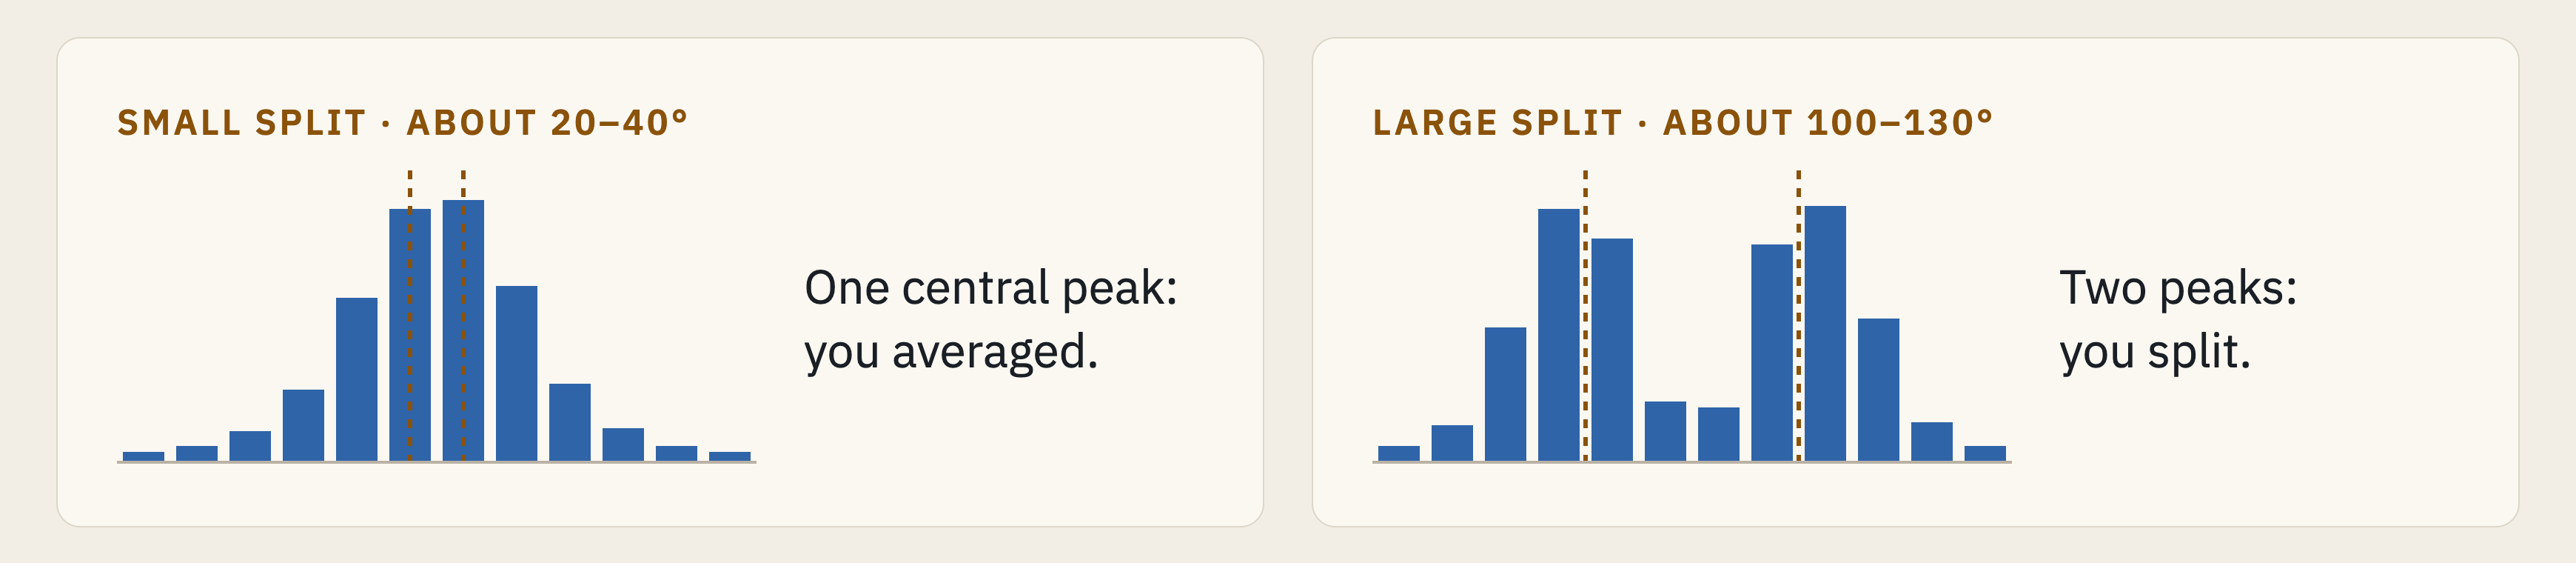 SMALL SPLIT · ABOUT 20–40°
One central peak:
you averaged.
LARGE SPLIT · ABOUT 100–130°
Two peaks:
you split.